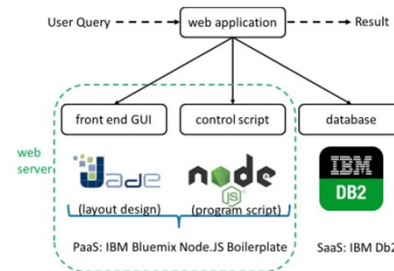 User Query
web application
Result
front end GUI
control script
database
web
server
Jade
node
JS
IBM
DB2
(layout design)
(program script)
PaaS: IBM Bluemix Node.JS Boilerplate
SaaS: IBM Db2